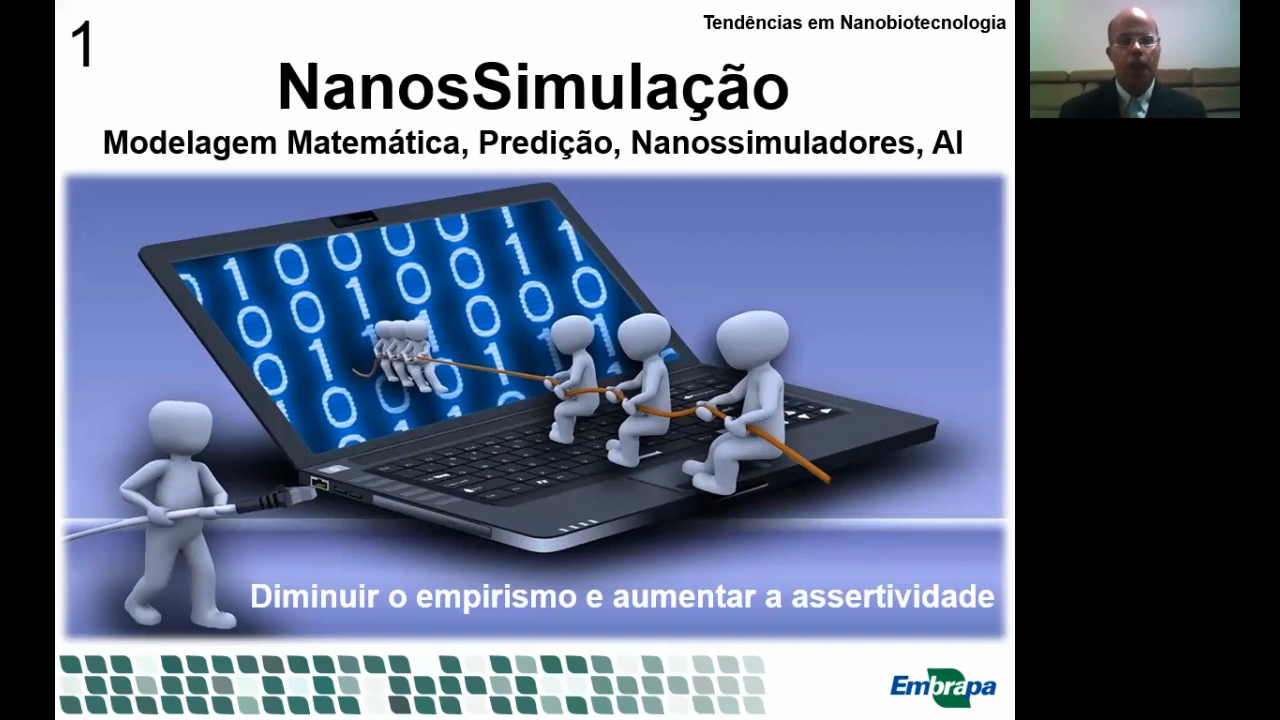 1
Tendências em Nanobiotecnologia
NanosSimulação
Modelagem Matemática, Predição, Nanossimuladores, AI
Diminuir o empirismo e aumentar a assertividade
Embrapa